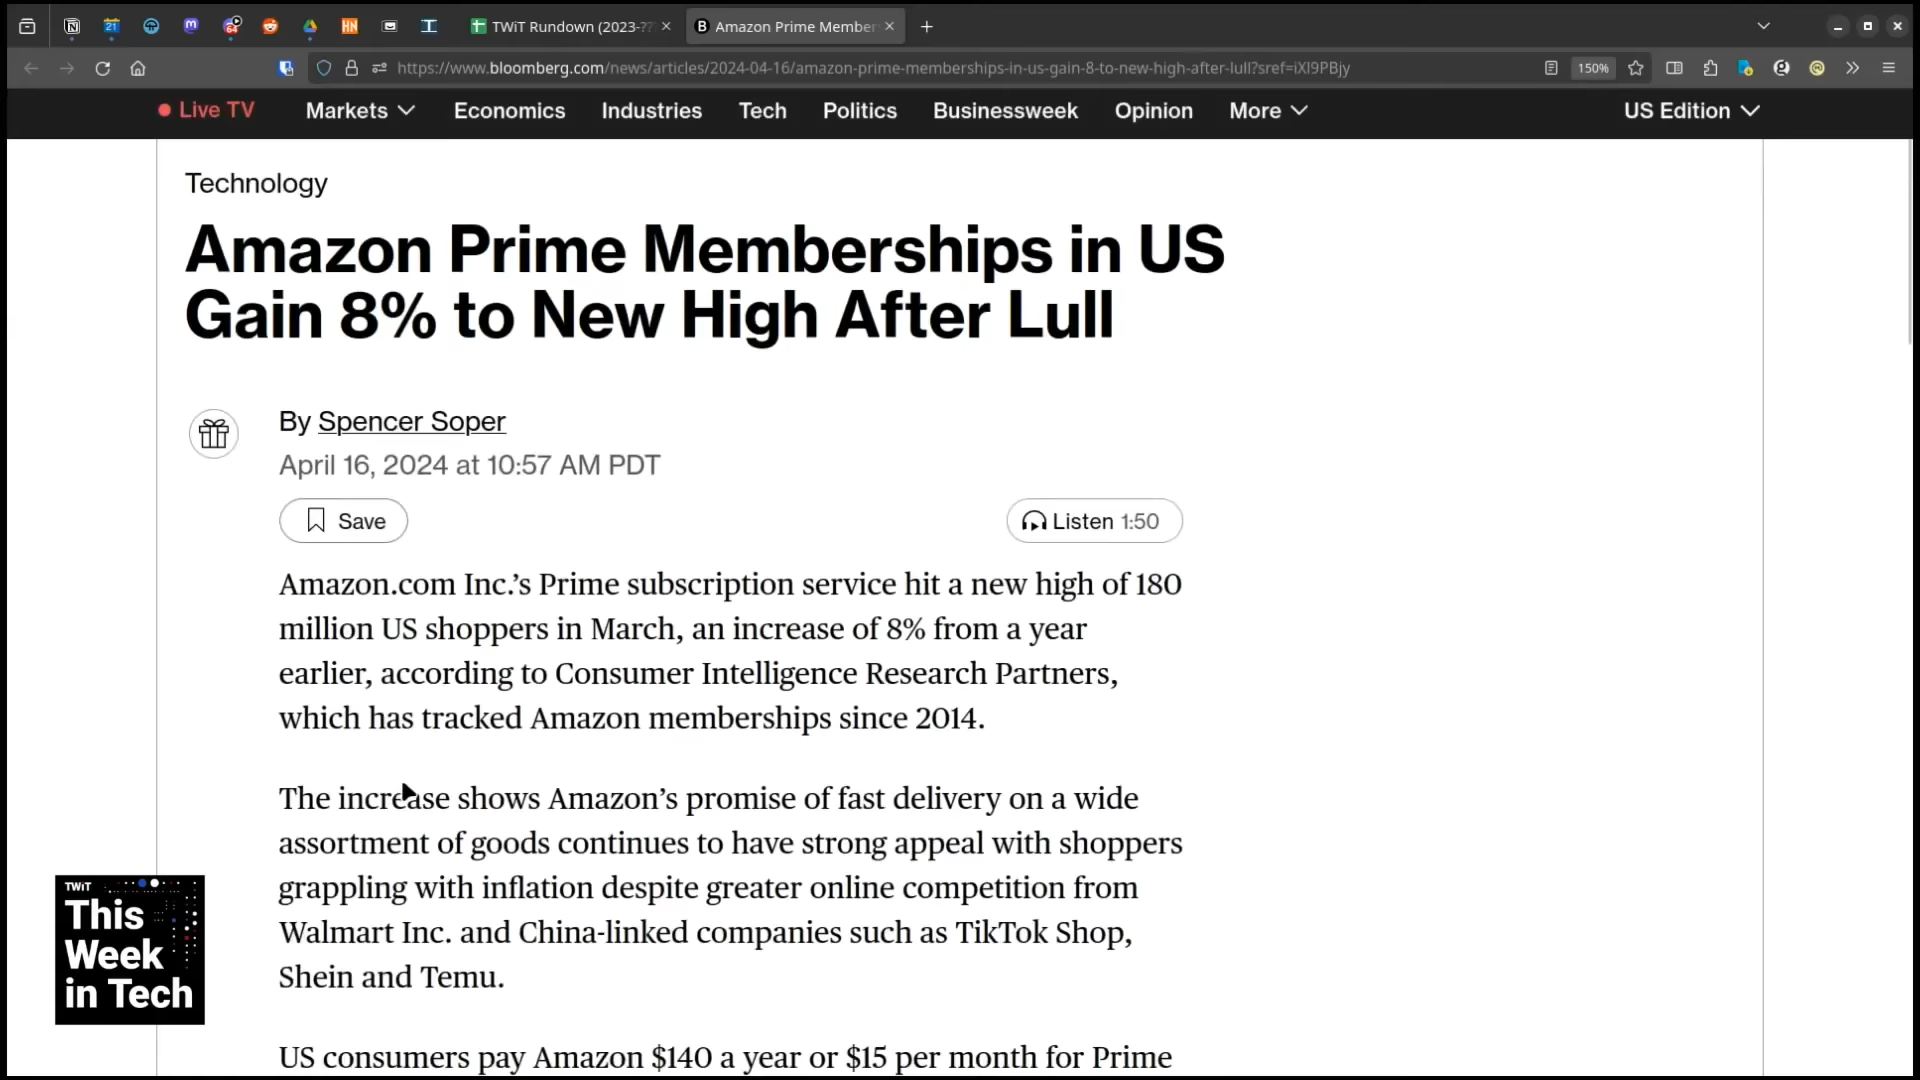 21
64
HN
TWiT Rundown (2023-??
B
Amazon Prime Member
https://www.bloomberg.com/news/articles/2024-04-16/amazon-prime-memberships-in-us-gain-8-to-new-high-after-lull?sref=iXI9PBjy
150%
Live TV
Markets
Economics
Industries
Tech
Politics
Businessweek
Opinion
More
US Edition
Technology
Amazon Prime Memberships in US
Gain 8% to New High After Lull
By Spencer Soper
April 16, 2024 at 10:57 AM PDT
Save
Listen 1:50
Amazon.com Inc.’s Prime subscription service hit a new high of 180
million US shoppers in March, an increase of 8% from a year
earlier, according to Consumer Intelligence Research Partners,
which has tracked Amazon memberships since 2014.
The increase shows Amazon’s promise of fast delivery on a wide
assortment of goods continues to have strong appeal with shoppers
grappling with inflation despite greater online competition from
Walmart Inc. and China-linked companies such as TikTok Shop,
Shein and Temu.
US consumers pay Amazon $140 a year or $15 per month for Prime
TWiT
This
Week
in Tech